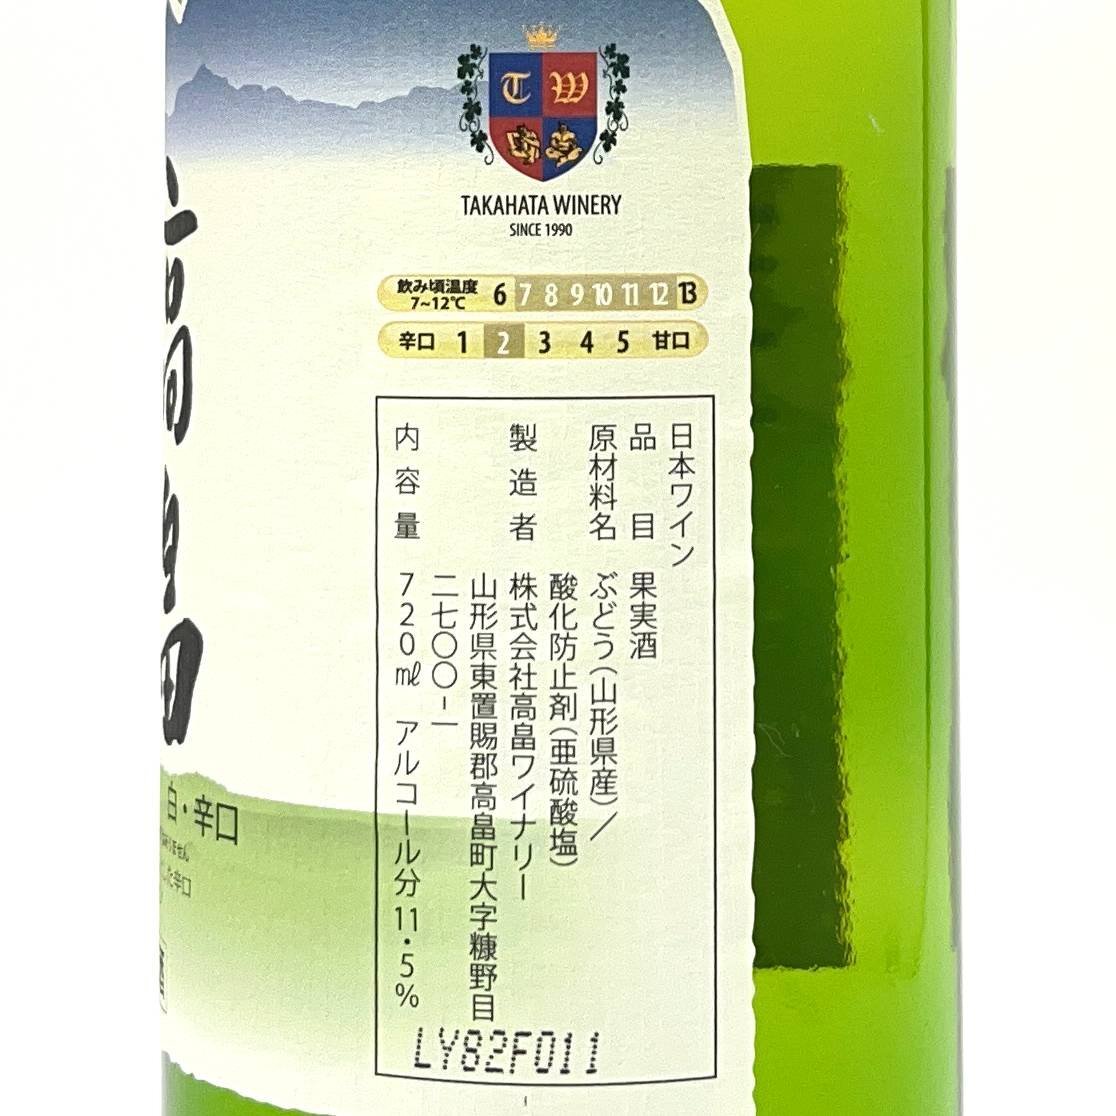 T W
TAKAHATA WINERY
SINCE 1990
飲み頃温度
7~12℃
6 7 8 9 10 11 12 13
辛口 1 2 3 4 5 甘口
日本ワイン
品目 果実酒
原材料名 ぶどう(山形県産)/
酸化防止剤(亜硫酸塩)
製造者 株式会社高畠ワイナリー
山形県東置賜郡高畠町大字糠野目
二七〇〇-一
内容量 720㎖ アルコール分11.5%
LY82F011
白・辛口